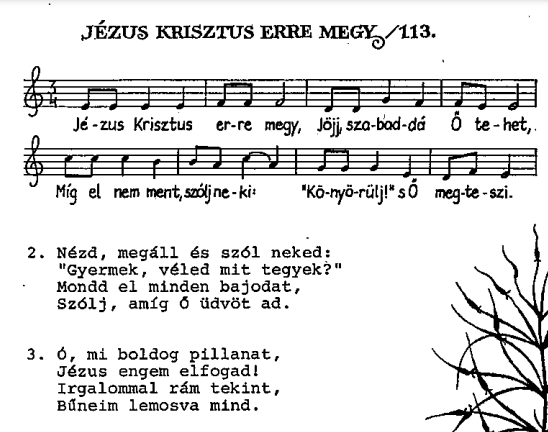 JÉZUS KRISZTUS ERRE MEGY /113.
3 4
Jé-zus Krisztus er-re megy, Jöjj, sza-bad-dá Ő te-het,
Míg el nem ment, szólj ne-ki: "Kö-nyö-rülj!" s Ő meg-te-szi.
2. Nézd, megáll és szól neked:
"Gyermek, véled mit tegyek?"
Mondd el minden bajodat,
Szólj, amíg Ő üdvöt ad.
3. Ó, mi boldog pillanat,
Jézus engem elfogad!
Irgalommal rám tekint,
Bűneim lemosva mind.